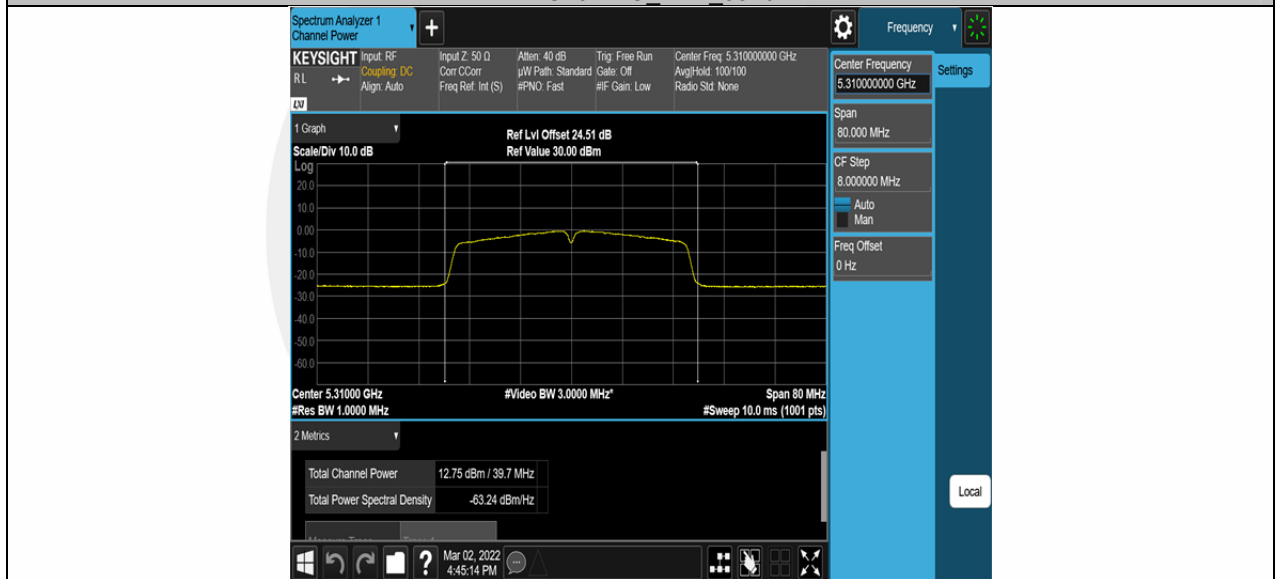 Spectrum Analyzer 1
Channel Power
+
Frequency
KEYSIGHT
Input: RF
Coupling: DC
Align: Auto
Input Z: 50 Ω
Corr CCorr
Freq Ref: Int (S)
Atten: 40 dB
µW Path: Standard
#PNO: Fast
Trig: Free Run
Gate: Off
#IF Gain: Low
Center Freq: 5.310000000 GHz
Avg|Hold: 100/100
Radio Std: None
R L
LXI
Center Frequency
5.310000000 GHz
Settings
Span
80.000 MHz
CF Step
8.000000 MHz
Auto
Man
Freq Offset
0 Hz
Local
1 Graph
Scale/Div 10.0 dB
Ref Lvl Offset 24.51 dB
Ref Value 30.00 dBm
Log
20.0
10.0
0.00
-10.0
-20.0
-30.0
-40.0
-50.0
-60.0
Center 5.31000 GHz
#Video BW 3.0000 MHz*
Span 80 MHz
#Res BW 1.0000 MHz
#Sweep 10.0 ms (1001 pts)
2 Metrics
Total Channel Power 12.75 dBm / 39.7 MHz
Total Power Spectral Density -63.24 dBm/Hz
?
Mar 02, 2022
4:45:14 PM